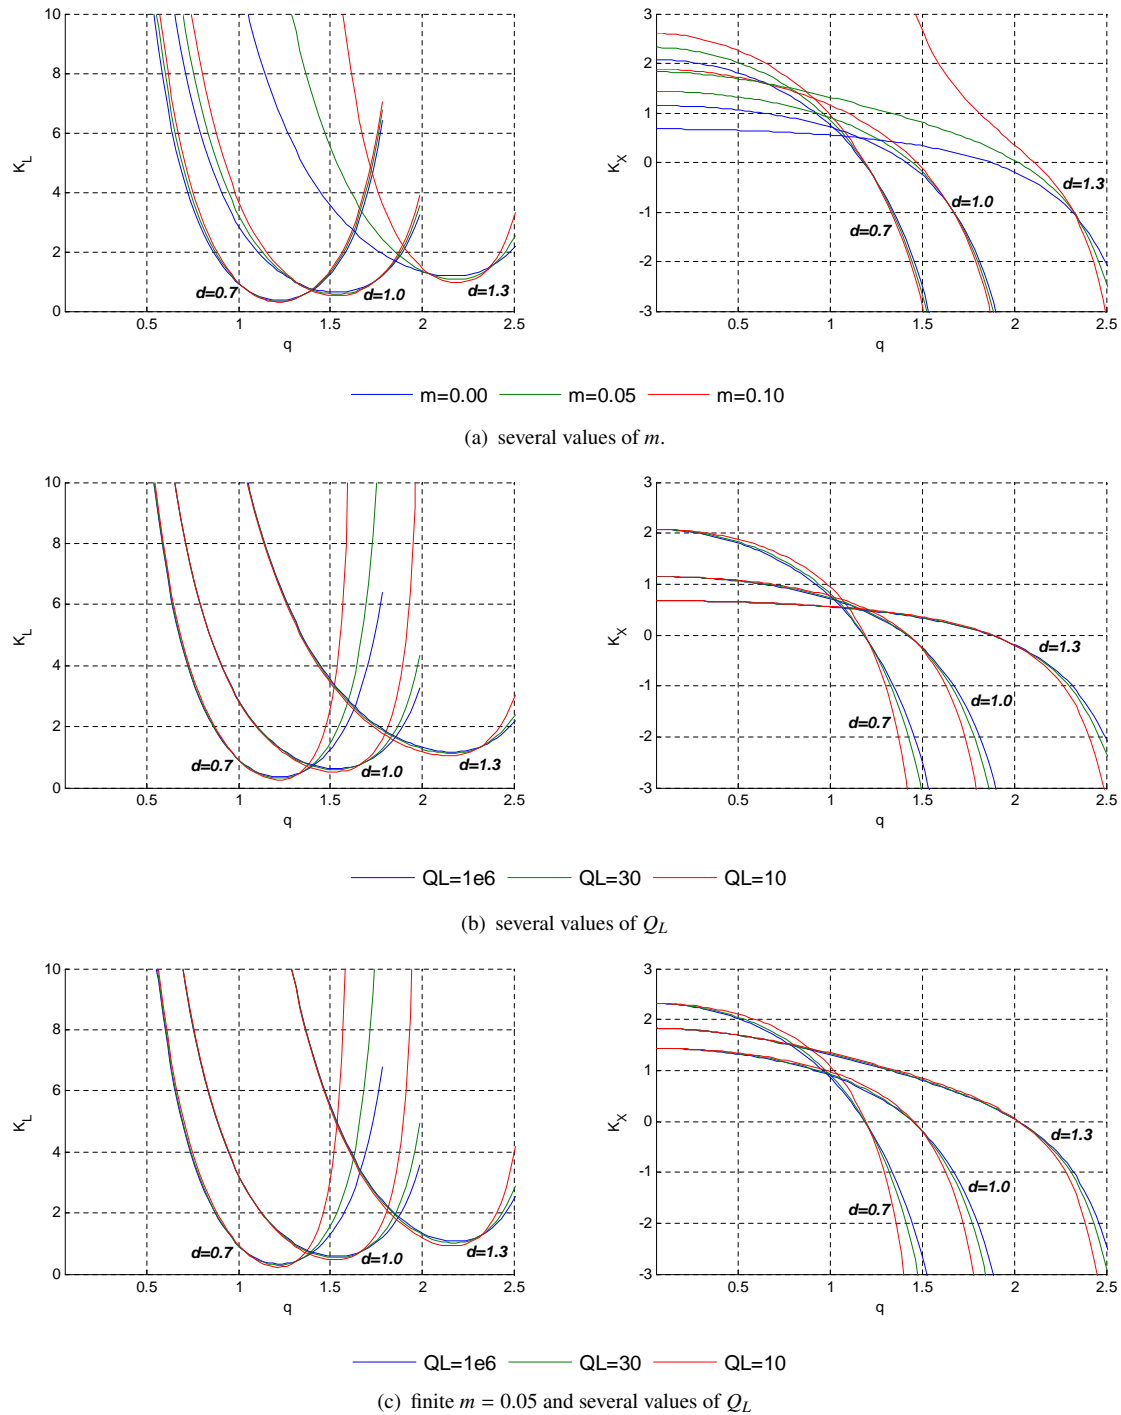 10
8
6
4
2
0
K_L
0.5 1 1.5 2 2.5
q
d=0.7
d=1.0
d=1.3
3
2
1
0
-1
-2
-3
K_X
0.5 1 1.5 2 2.5
q
d=0.7
d=1.0
d=1.3
m=0.00 m=0.05 m=0.10
(a) several values of m.
10
8
6
4
2
0
K_L
0.5 1 1.5 2 2.5
q
d=0.7
d=1.0
d=1.3
3
2
1
0
-1
-2
-3
K_X
0.5 1 1.5 2 2.5
q
d=0.7
d=1.0
d=1.3
QL=1e6 QL=30 QL=10
(b) several values of Q_L
10
8
6
4
2
0
K_L
0.5 1 1.5 2 2.5
q
d=0.7
d=1.0
d=1.3
3
2
1
0
-1
-2
-3
K_X
0.5 1 1.5 2 2.5
q
d=0.7
d=1.0
d=1.3
QL=1e6 QL=30 QL=10
(c) finite m = 0.05 and several values of Q_L